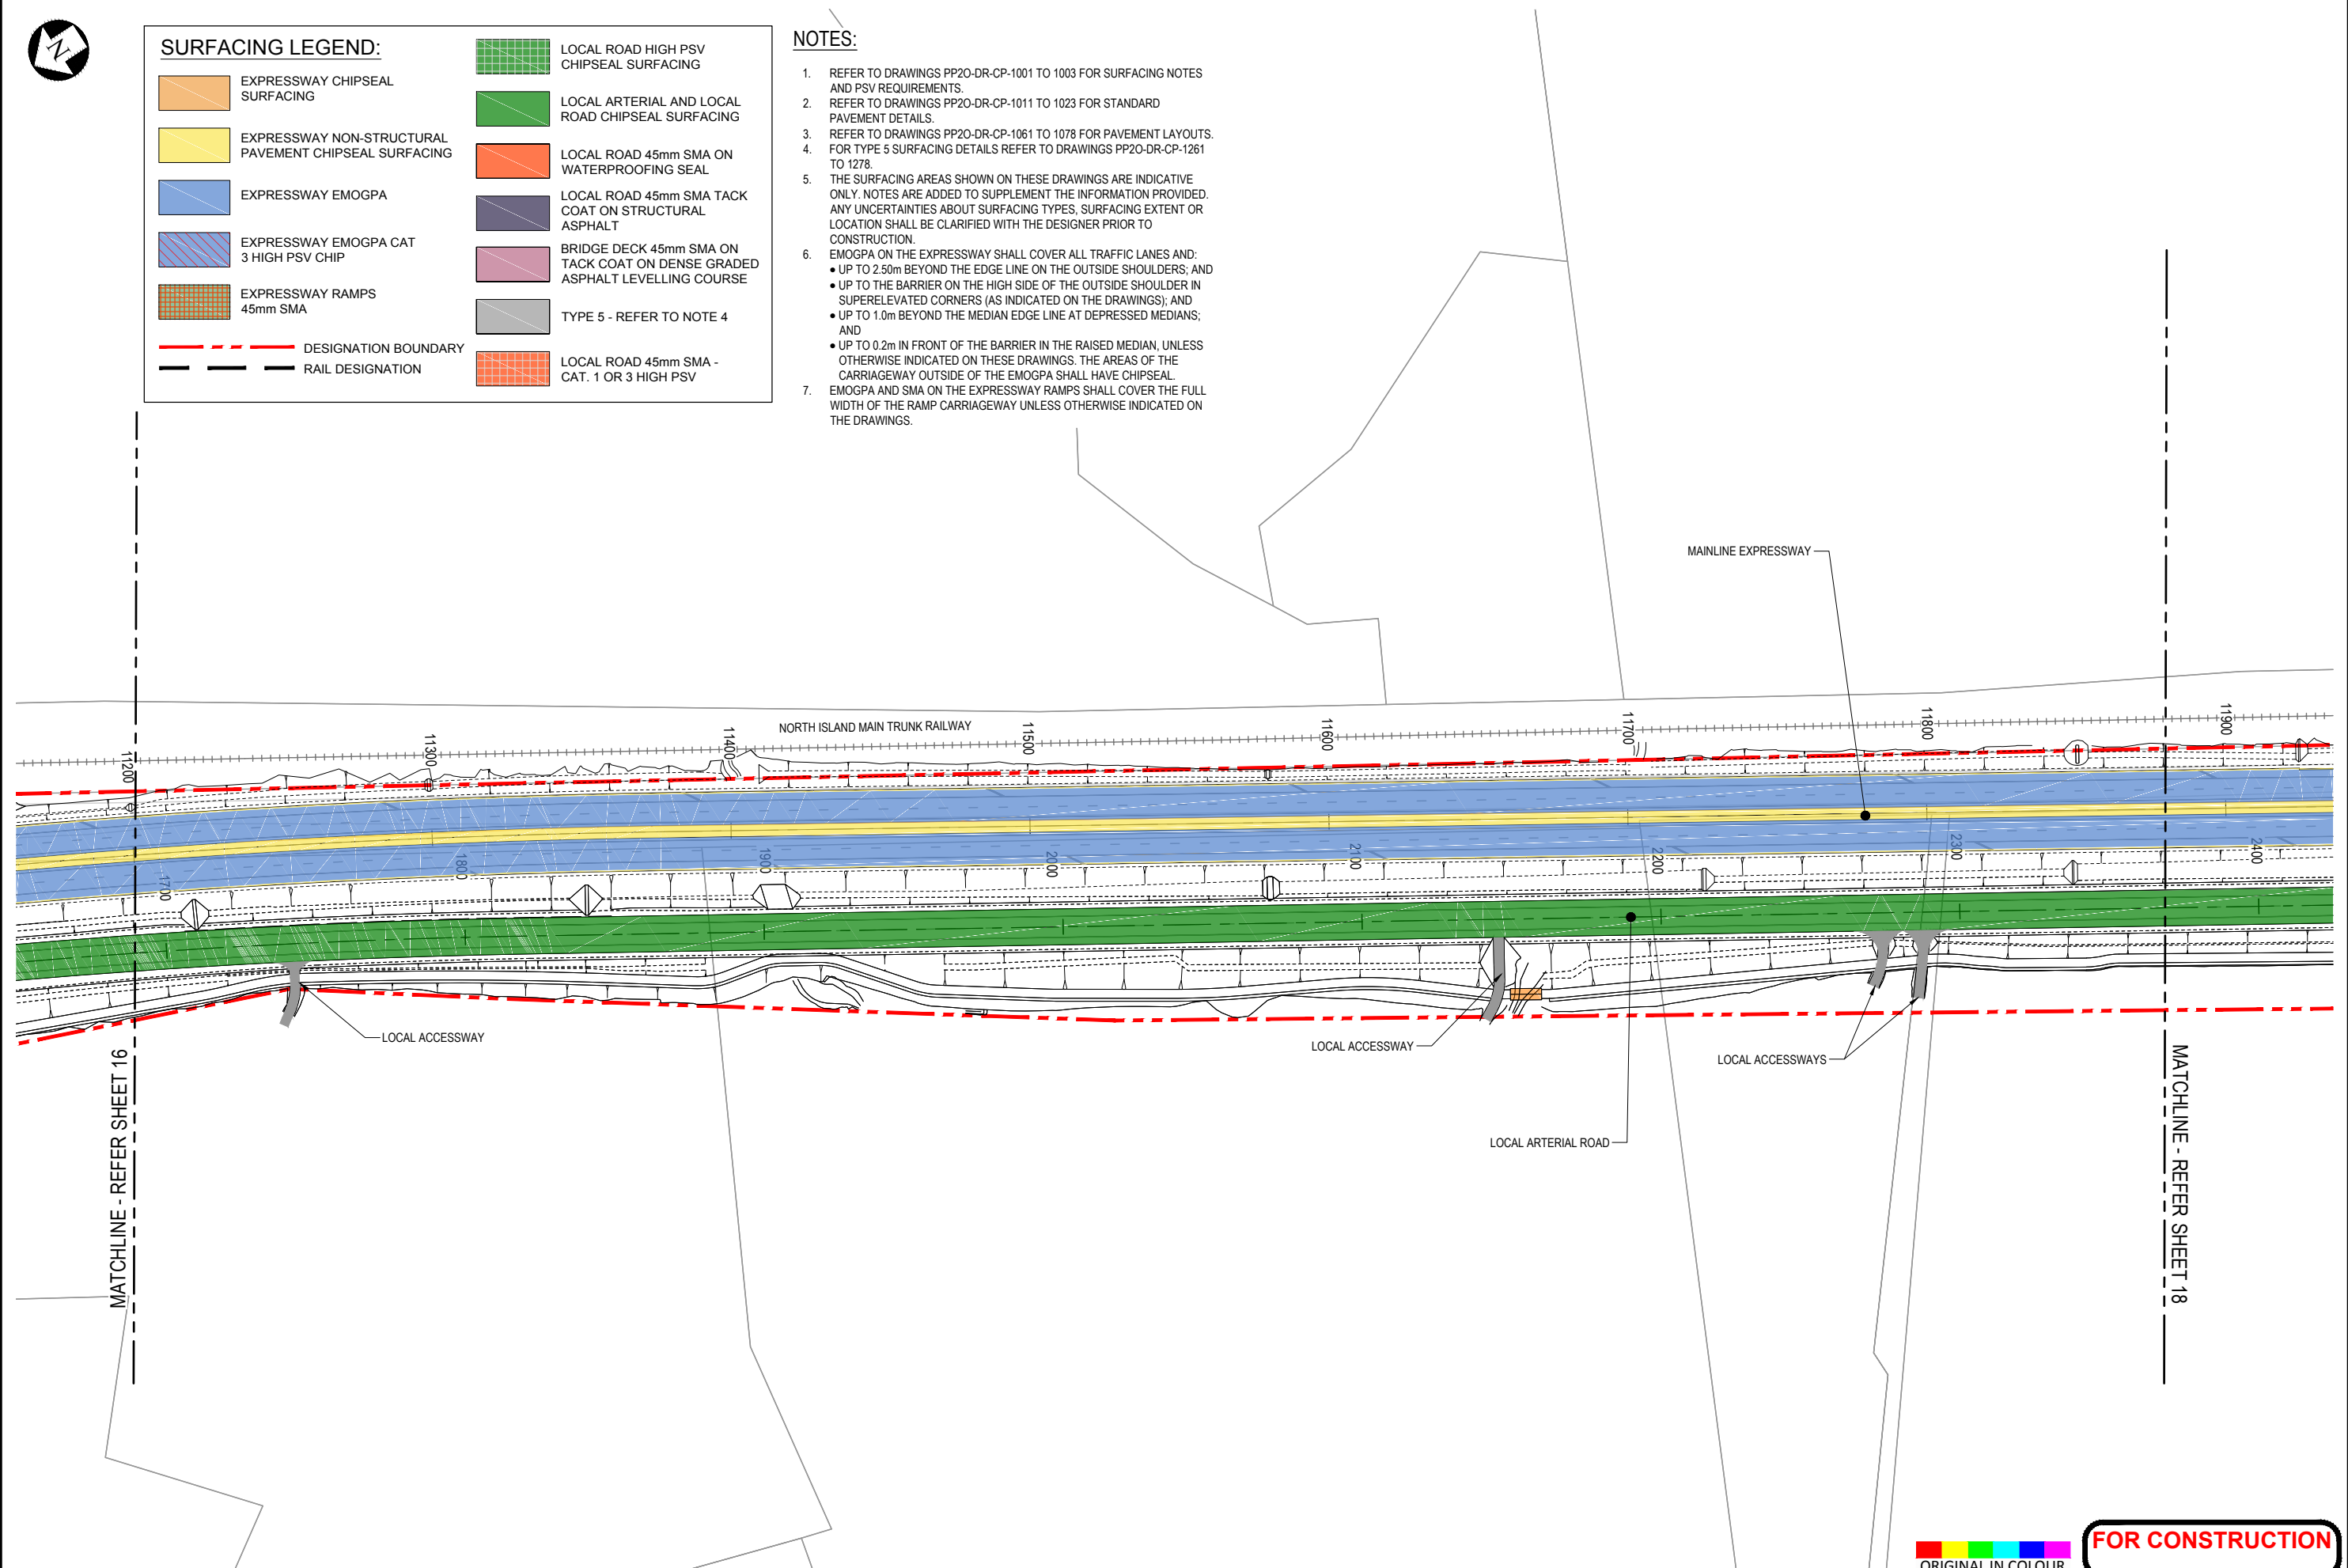 N
SURFACING LEGEND:
EXPRESSWAY CHIPSEAL
SURFACING
EXPRESSWAY NON-STRUCTURAL
PAVEMENT CHIPSEAL SURFACING
EXPRESSWAY EMOGPA
EXPRESSWAY EMOGPA CAT
3 HIGH PSV CHIP
EXPRESSWAY RAMPS
45mm SMA
DESIGNATION BOUNDARY
RAIL DESIGNATION
LOCAL ROAD HIGH PSV
CHIPSEAL SURFACING
LOCAL ARTERIAL AND LOCAL
ROAD CHIPSEAL SURFACING
LOCAL ROAD 45mm SMA ON
WATERPROOFING SEAL
LOCAL ROAD 45mm SMA TACK
COAT ON STRUCTURAL
ASPHALT
BRIDGE DECK 45mm SMA ON
TACK COAT ON DENSE GRADED
ASPHALT LEVELLING COURSE
TYPE 5 - REFER TO NOTE 4
LOCAL ROAD 45mm SMA -
CAT. 1 OR 3 HIGH PSV
NOTES:
1. REFER TO DRAWINGS PP2O-DR-CP-1001 TO 1003 FOR SURFACING NOTES
AND PSV REQUIREMENTS.
2. REFER TO DRAWINGS PP2O-DR-CP-1011 TO 1023 FOR STANDARD
PAVEMENT DETAILS.
3. REFER TO DRAWINGS PP2O-DR-CP-1061 TO 1078 FOR PAVEMENT LAYOUTS.
4. FOR TYPE 5 SURFACING DETAILS REFER TO DRAWINGS PP2O-DR-CP-1261
TO 1278.
5. THE SURFACING AREAS SHOWN ON THESE DRAWINGS ARE INDICATIVE
ONLY. NOTES ARE ADDED TO SUPPLEMENT THE INFORMATION PROVIDED.
ANY UNCERTAINTIES ABOUT SURFACING TYPES, SURFACING EXTENT OR
LOCATION SHALL BE CLARIFIED WITH THE DESIGNER PRIOR TO
CONSTRUCTION.
6. EMOGPA ON THE EXPRESSWAY SHALL COVER ALL TRAFFIC LANES AND:
• UP TO 2.50m BEYOND THE EDGE LINE ON THE OUTSIDE SHOULDERS; AND
• UP TO THE BARRIER ON THE HIGH SIDE OF THE OUTSIDE SHOULDER IN
SUPERELEVATED CORNERS (AS INDICATED ON THE DRAWINGS); AND
• UP TO 1.0m BEYOND THE MEDIAN EDGE LINE AT DEPRESSED MEDIANS;
AND
• UP TO 0.2m IN FRONT OF THE BARRIER IN THE RAISED MEDIAN, UNLESS
OTHERWISE INDICATED ON THESE DRAWINGS. THE AREAS OF THE
CARRIAGEWAY OUTSIDE OF THE EMOGPA SHALL HAVE CHIPSEAL.
7. EMOGPA AND SMA ON THE EXPRESSWAY RAMPS SHALL COVER THE FULL
WIDTH OF THE RAMP CARRIAGEWAY UNLESS OTHERWISE INDICATED ON
THE DRAWINGS.
MAINLINE EXPRESSWAY
NORTH ISLAND MAIN TRUNK RAILWAY
11200
11300
11400
11500
11600
11700
11800
11900
1700
1800
1900
2000
2100
2200
2300
2400
LOCAL ACCESSWAY
LOCAL ACCESSWAY
LOCAL ACCESSWAYS
LOCAL ARTERIAL ROAD
MATCHLINE - REFER SHEET 16
MATCHLINE - REFER SHEET 18
ORIGINAL IN COLOUR
FOR CONSTRUCTION